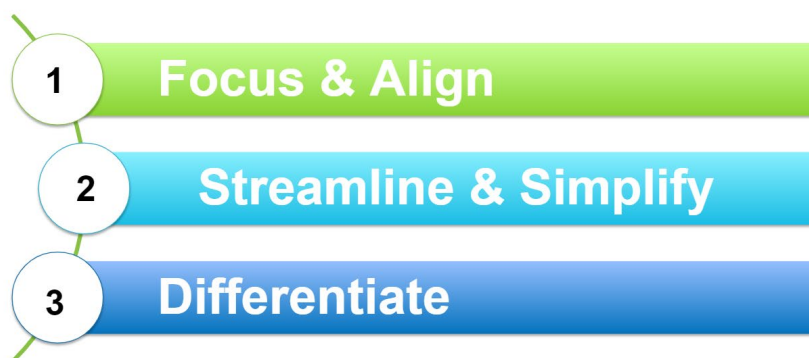 1 Focus & Align
2 Streamline & Simplify
3 Differentiate